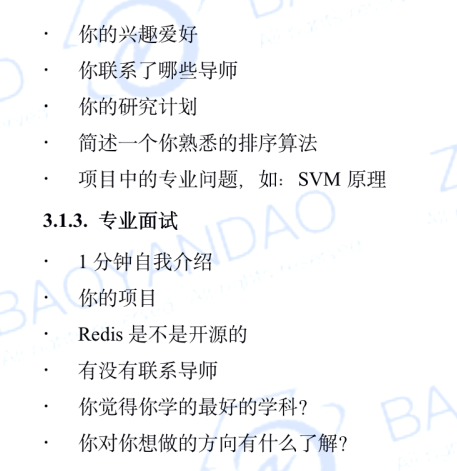 · 你的兴趣爱好
· 你联系了哪些导师
· 你的研究计划
· 简述一个你熟悉的排序算法
· 项目中的专业问题，如：SVM 原理
3.1.3. 专业面试
· 1 分钟自我介绍
· 你的项目
· Redis 是不是开源的
· 有没有联系导师
· 你觉得你学的最好的学科？
· 你对你想做的方向有什么了解？
BAOYANDAO